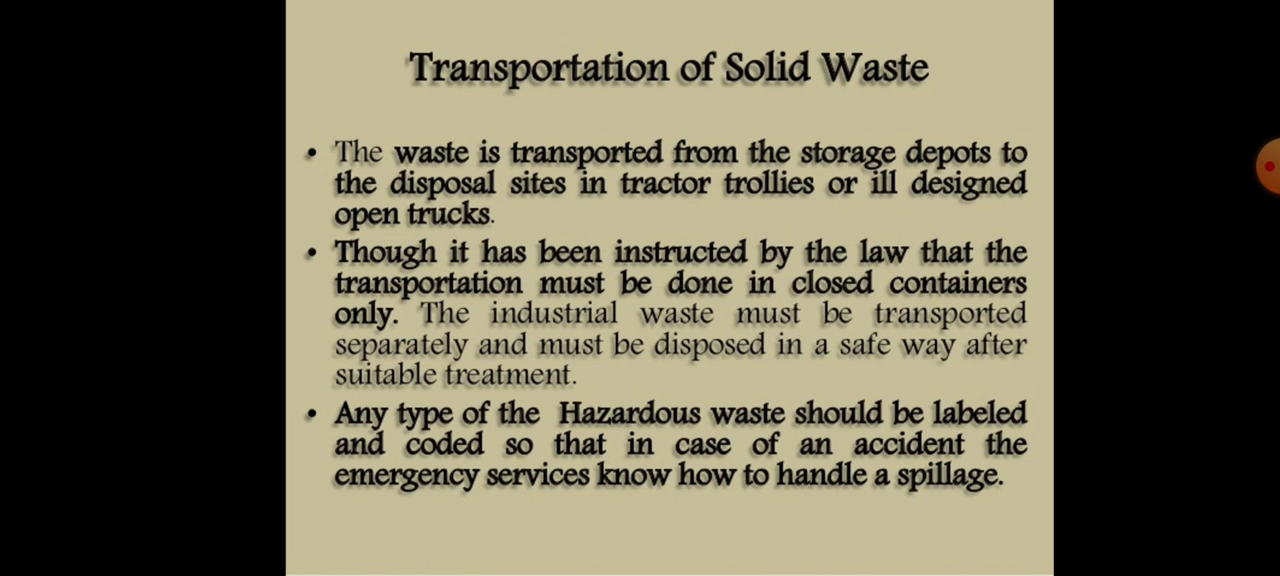 Transportation of Solid Waste
• The waste is transported from the storage depots to
the disposal sites in tractor trollies or ill designed
open trucks.
• Though it has been instructed by the law that the
transportation must be done in closed containers
only. The industrial waste must be transported
separately and must be disposed in a safe way after
suitable treatment.
• Any type of the Hazardous waste should be labeled
and coded so that in case of an accident the
emergency services know how to handle a spillage.